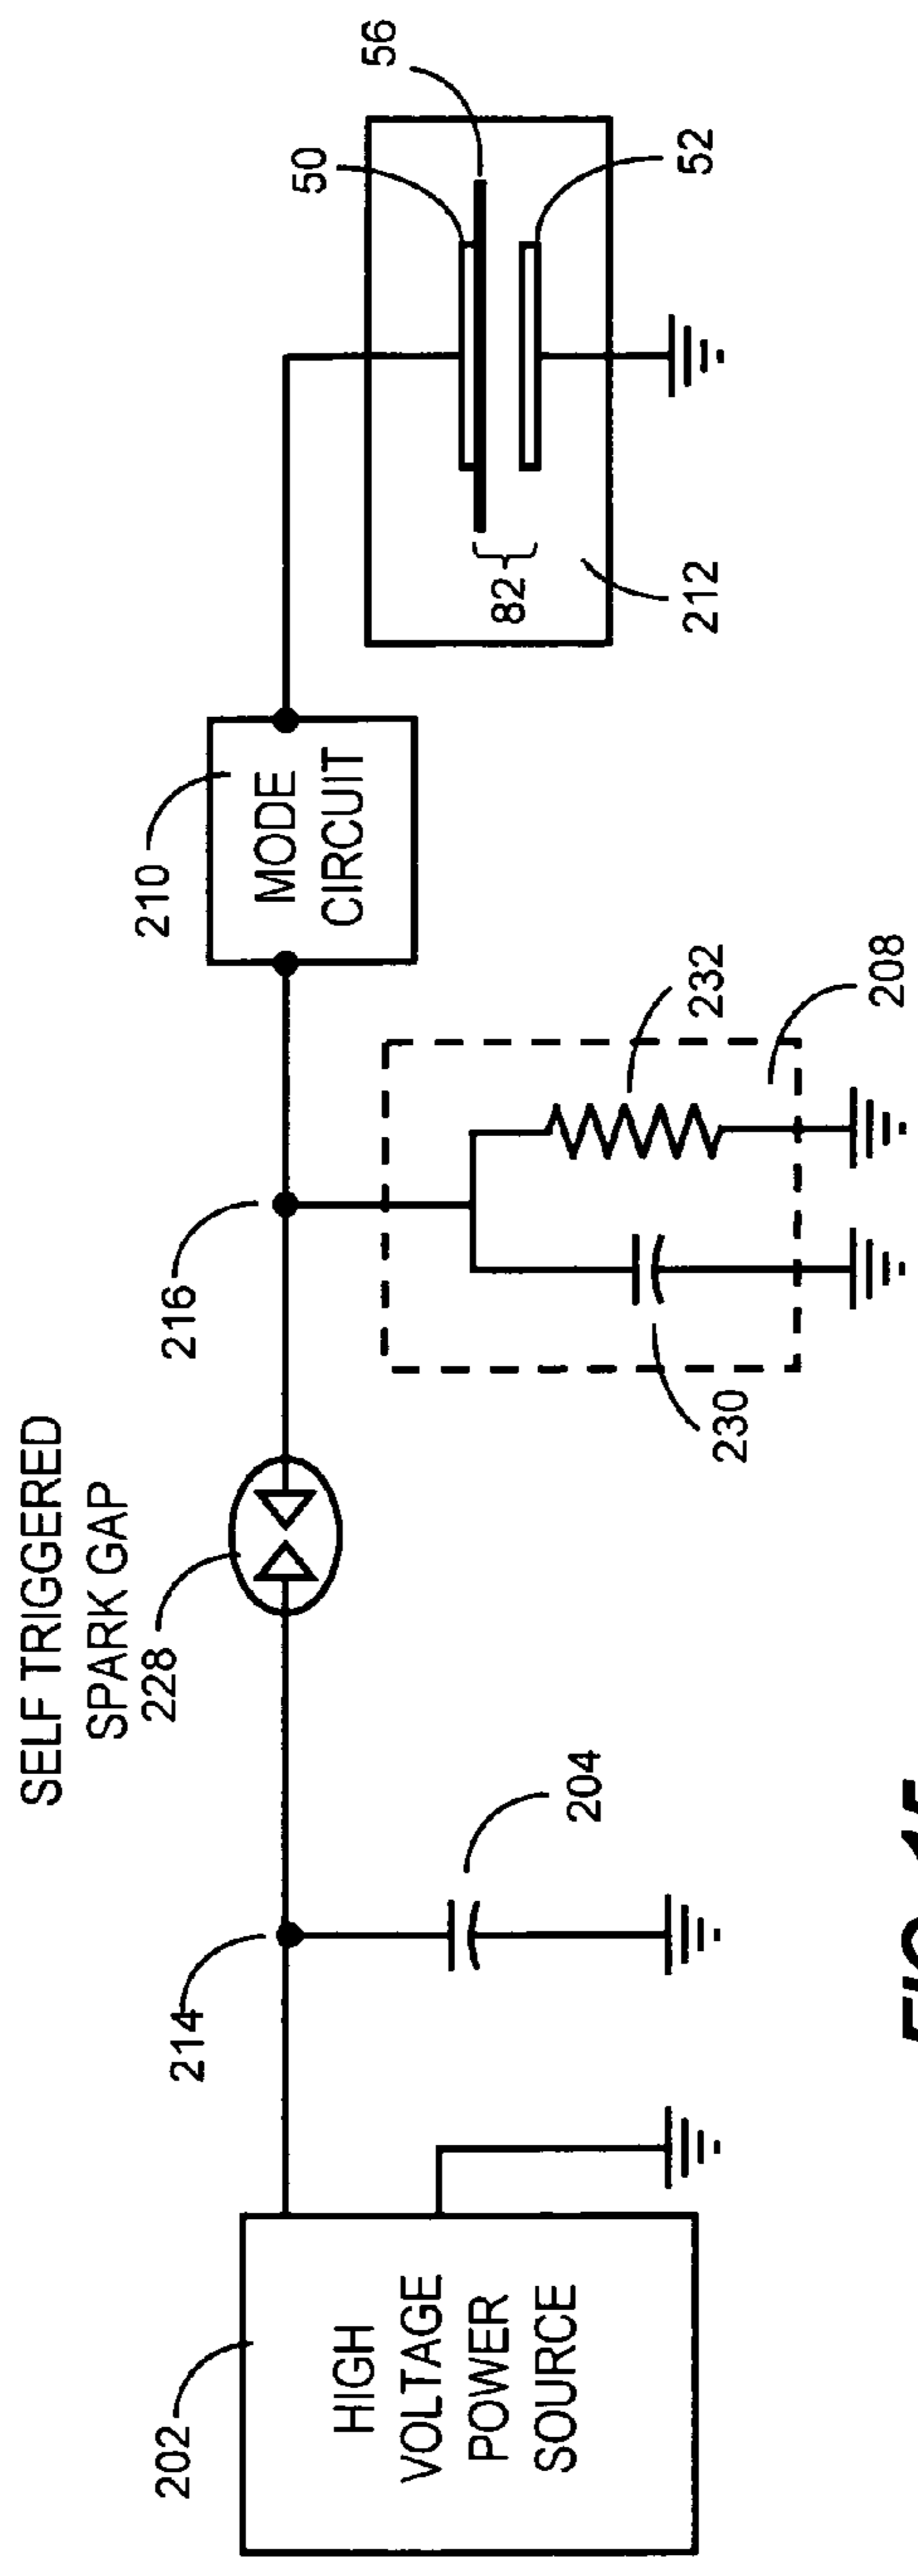 SELF TRIGGERED
SPARK GAP
228
202
HIGH
VOLTAGE
POWER
SOURCE
214
204
216
230
232
208
210
MODE
CIRCUIT
50
56
82
52
212